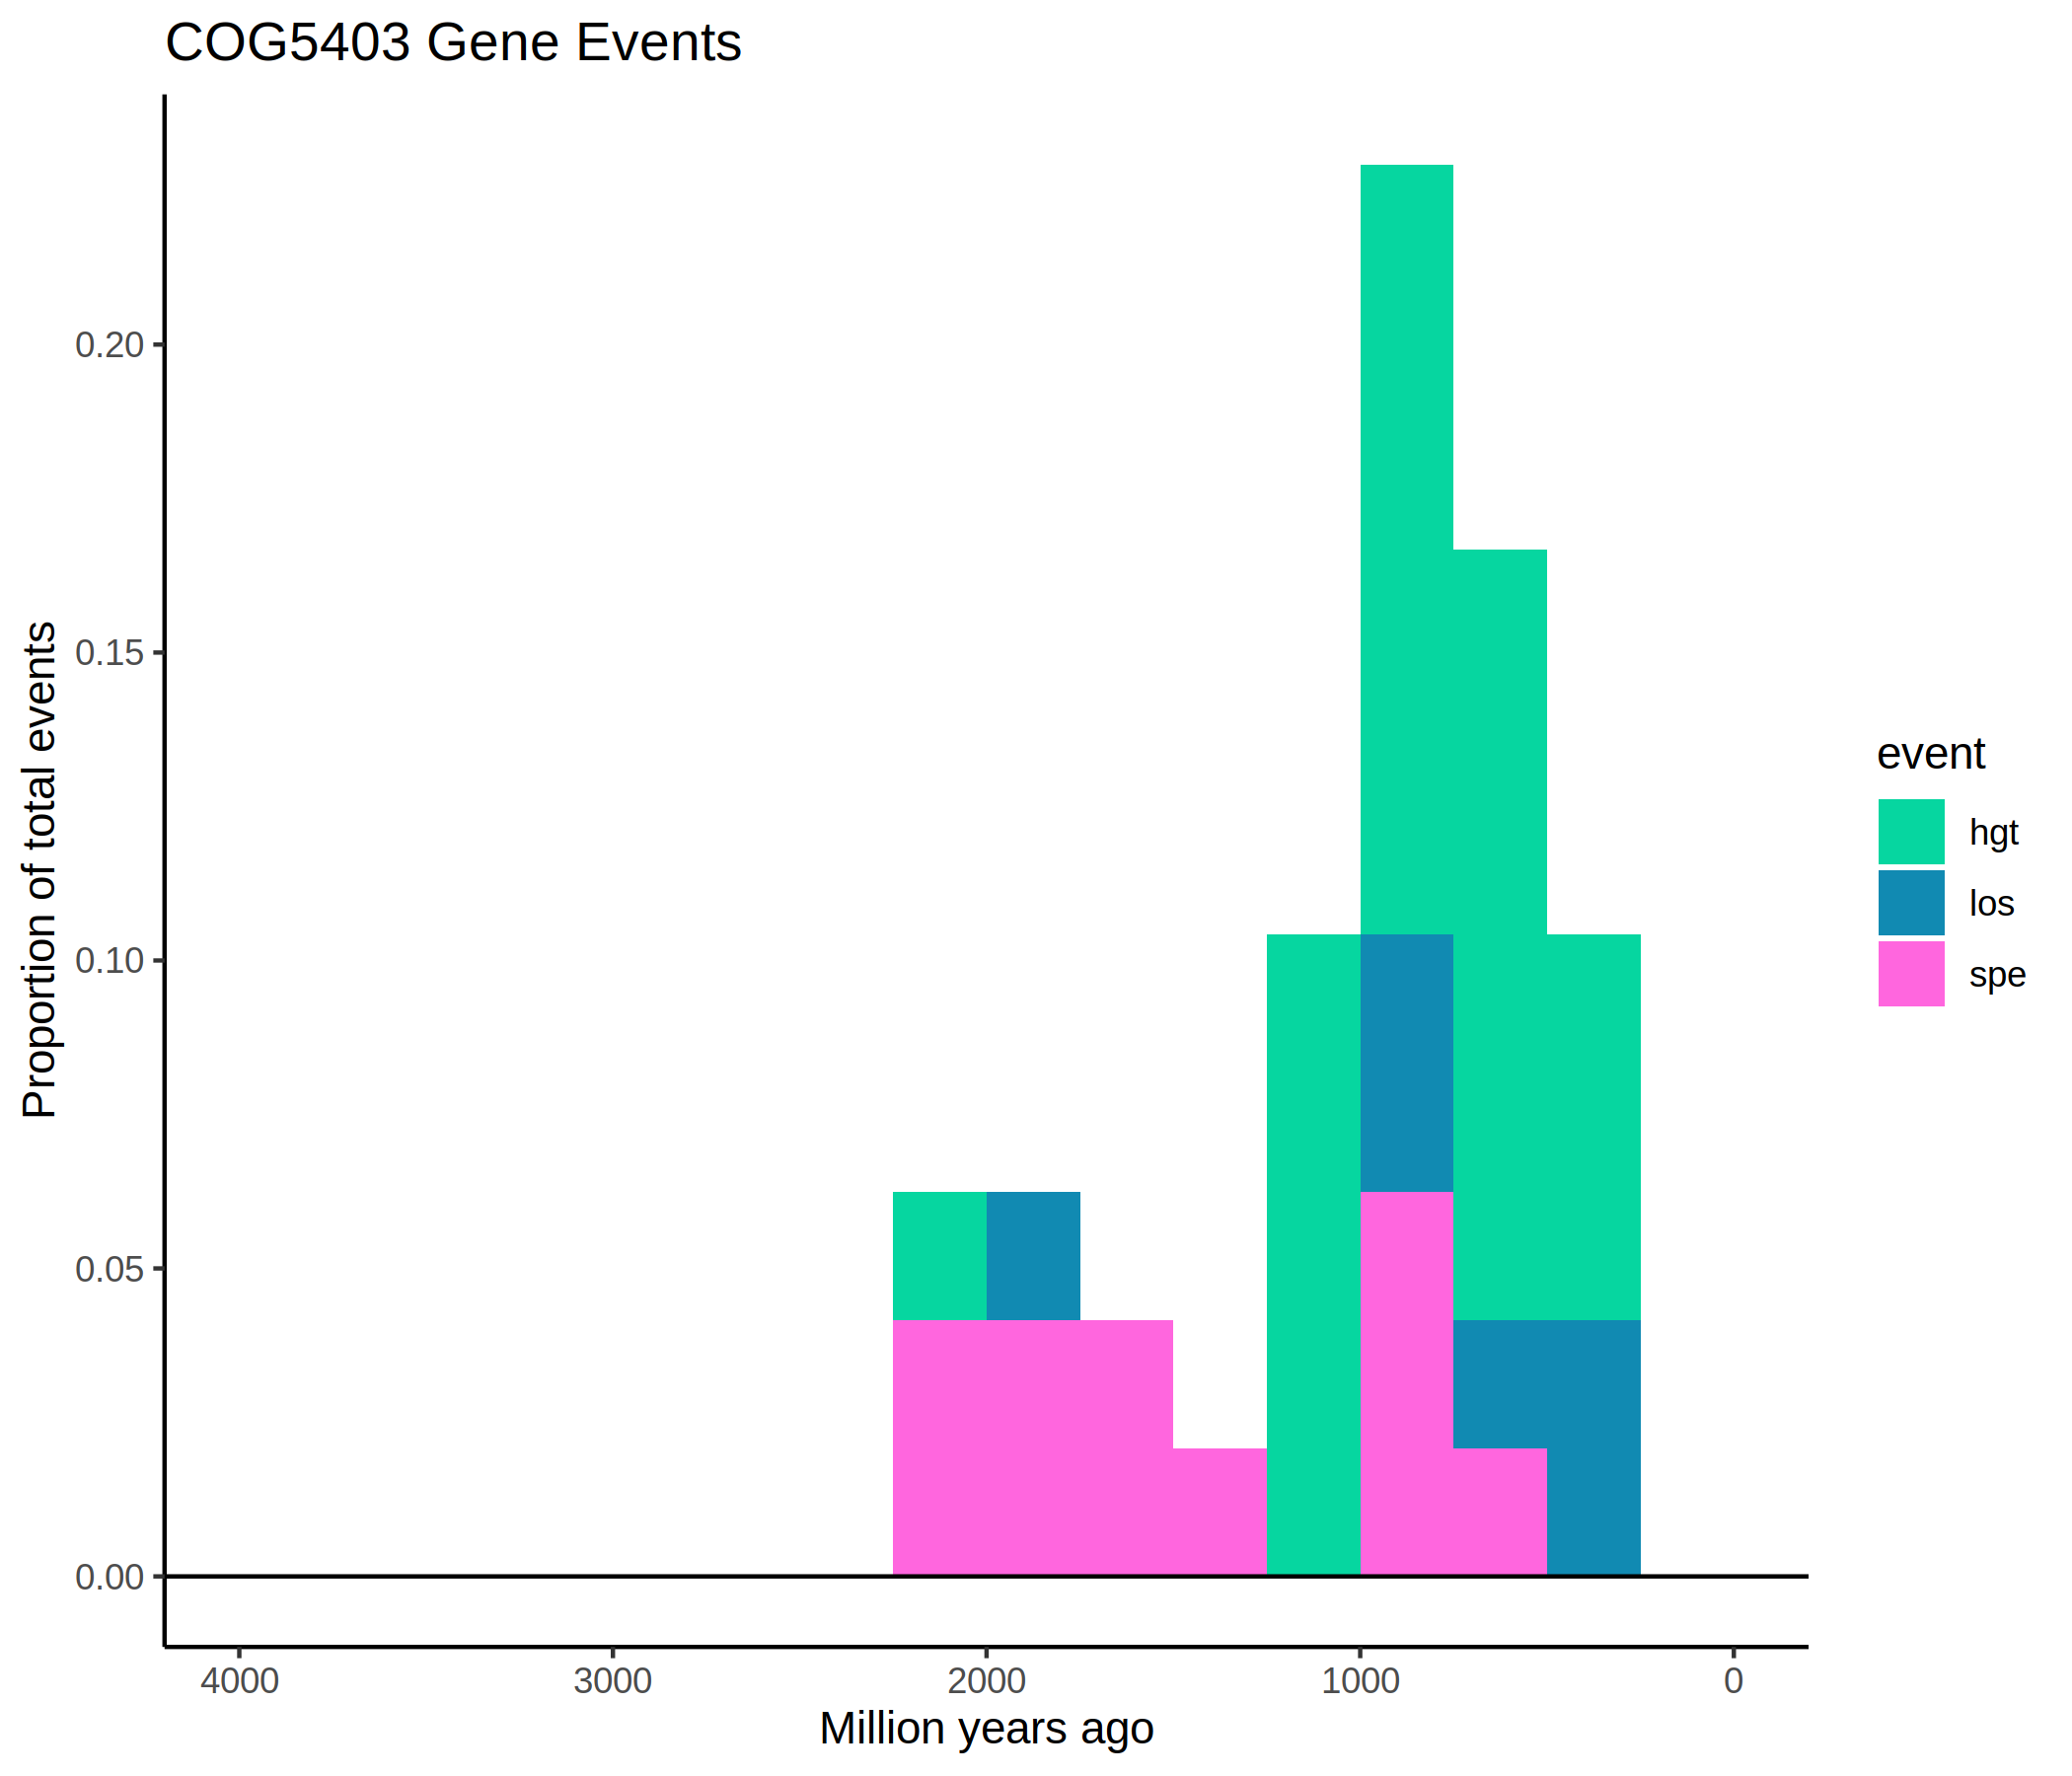 COG5403 Gene Events
Proportion of total events
0.20
0.15
0.10
0.05
0.00
4000 3000 2000 1000 0
Million years ago
event
hgt
los
spe